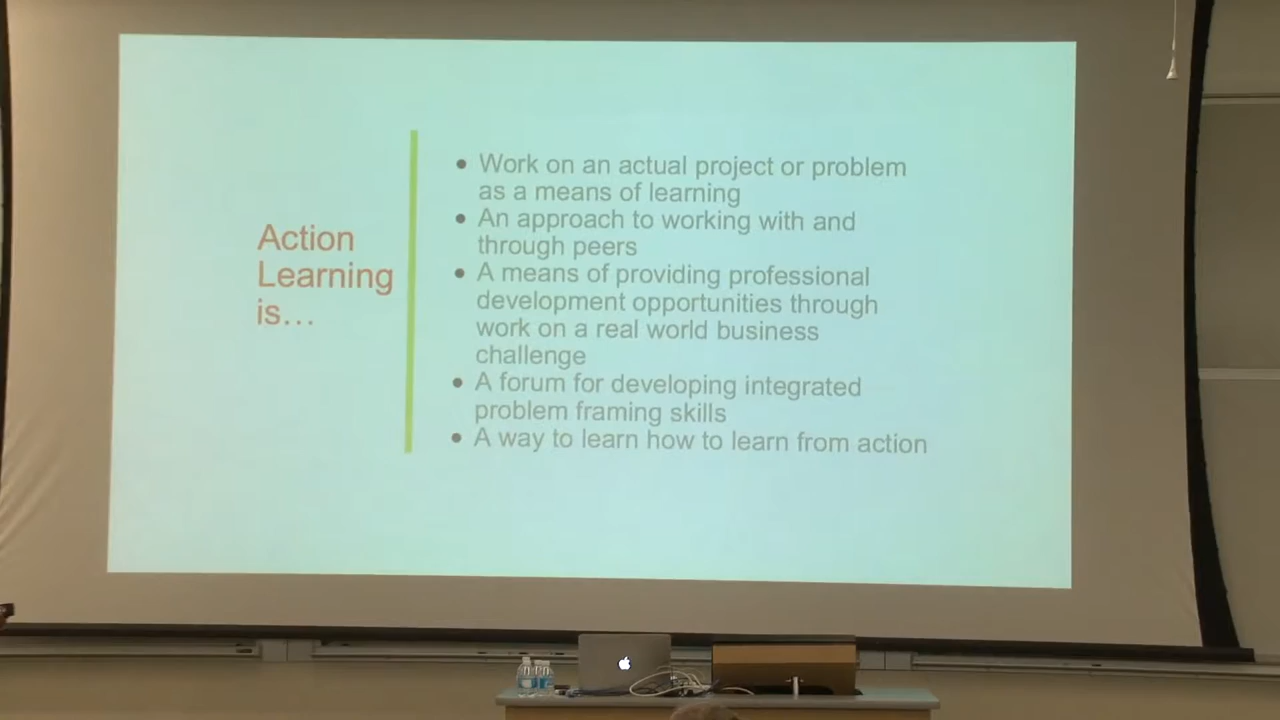 Action
Learning
is…
• Work on an actual project or problem
as a means of learning
• An approach to working with and
through peers
• A means of providing professional
development opportunities through
work on a real world business
challenge
• A forum for developing integrated
problem framing skills
• A way to learn how to learn from action